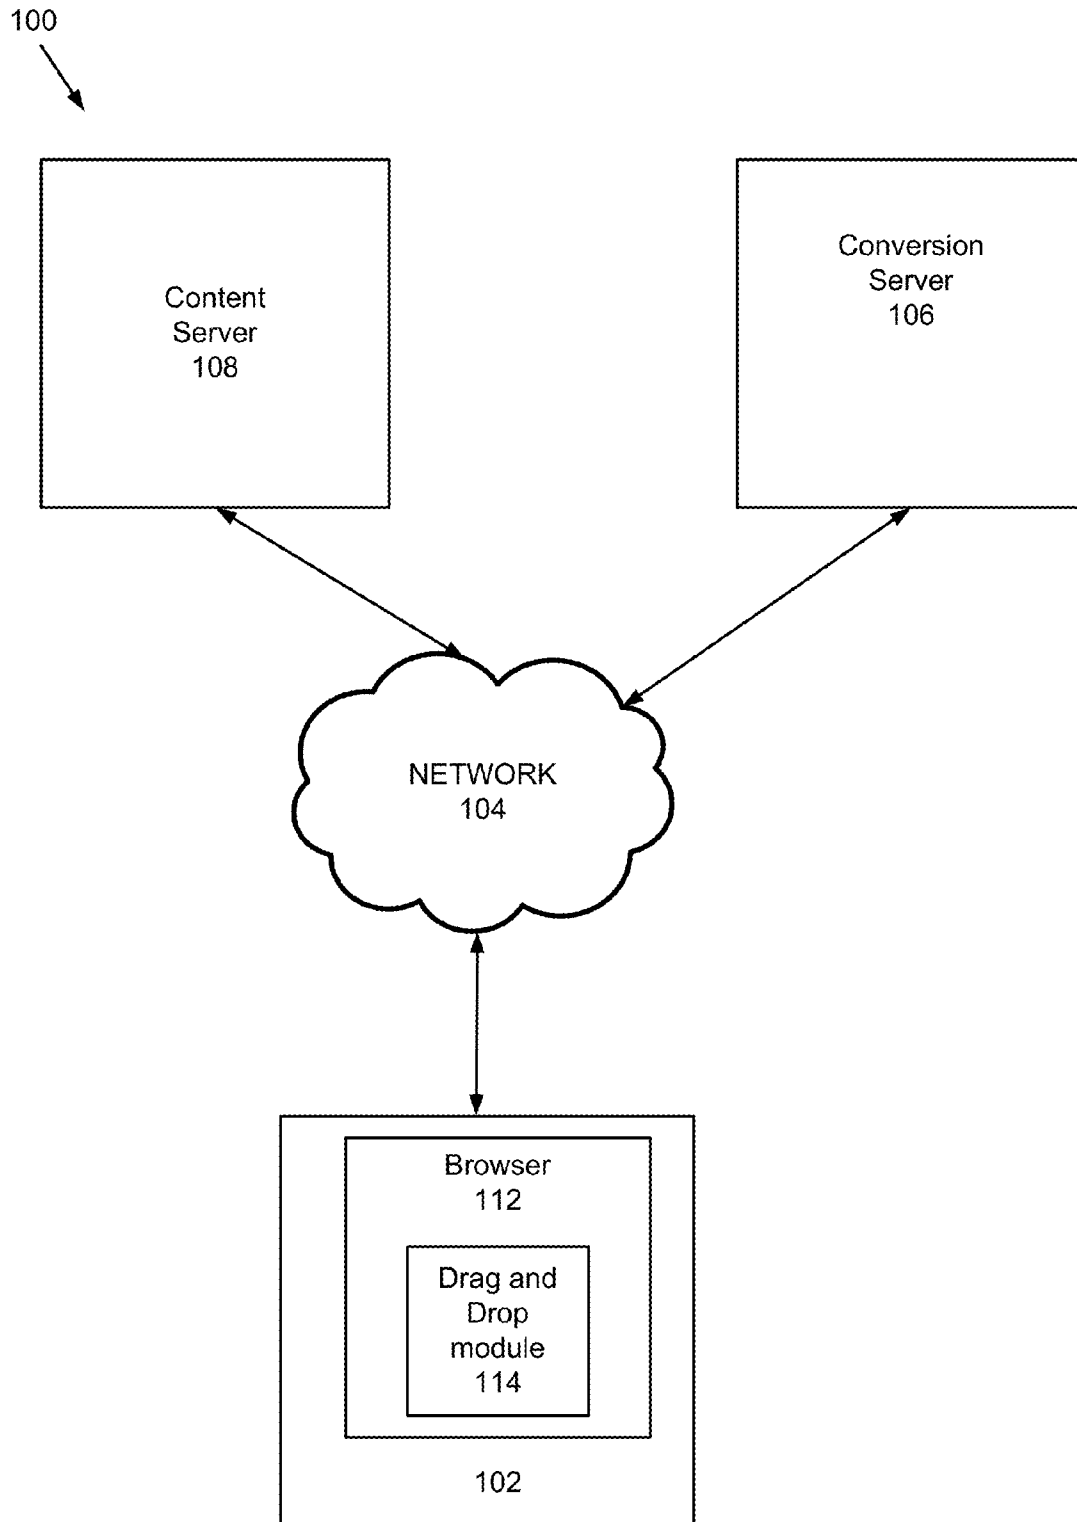 100
Content
Server
108
Conversion
Server
106
NETWORK
104
Browser
112
Drag and
Drop
module
114
102